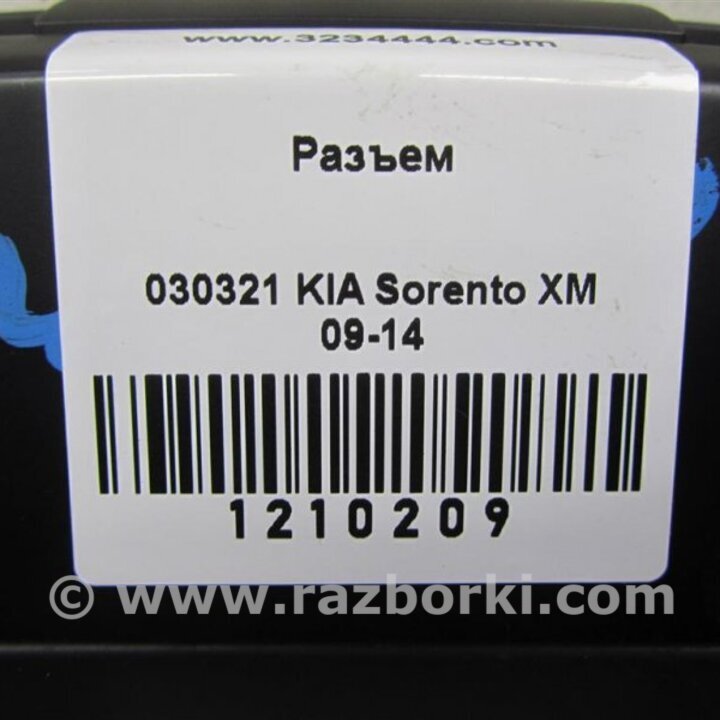 www.3234444.com
Разъем
030321 KIA Sorento XM
09-14
1210209
© www.razborki.com